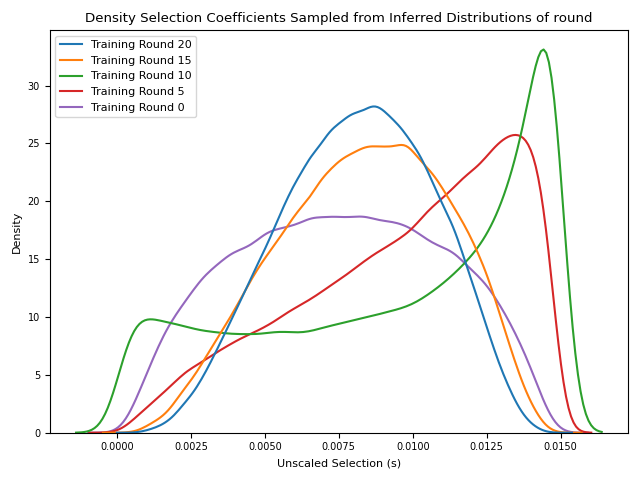 Density Selection Coefficients Sampled from Inferred Distributions of round
Training Round 20
Training Round 15
Training Round 10
Training Round 5
Training Round 0
30
25
20
15
10
5
0
Density
0.0000 0.0025 0.0050 0.0075 0.0100 0.0125 0.0150
Unscaled Selection (s)